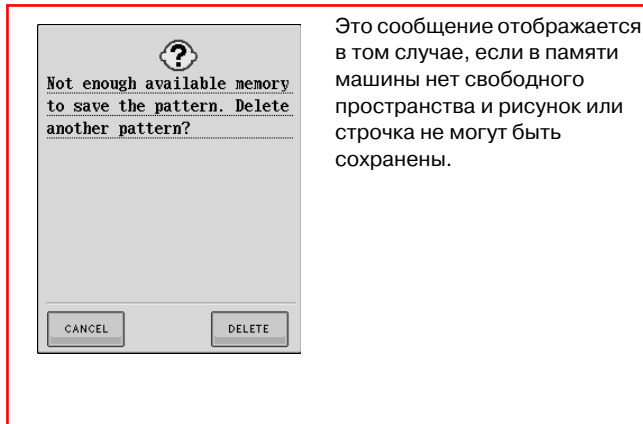 Not enough available memory
to save the pattern. Delete
another pattern?
CANCEL
DELETE
Это сообщение отображается
в том случае, если в памяти
машины нет свободного
пространства и рисунок или
строчка не могут быть
сохранены.